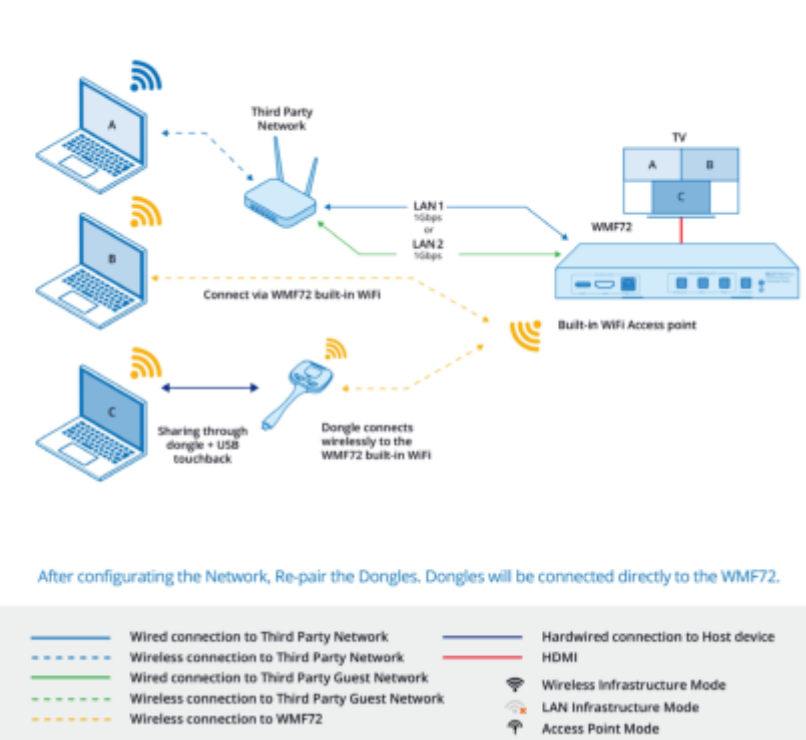 Third Party
Network
A
TV
A
B
C
LAN 1
1Gbps
or
LAN 2
1Gbps
WMF72
B
Connect via WMF72 built-in WiFi
Built-in WiFi Access point
C
Sharing through
dongle + USB
touchback
Dongle connects
wirelessly to the
WMF72 built-in WiFi
After configurating the Network, Re-pair the Dongles. Dongles will be connected directly to the WMF72.
Wired connection to Third Party Network
Wireless connection to Third Party Network
Wired connection to Third Party Guest Network
Wireless connection to Third Party Guest Network
Wireless connection to WMF72
Hardwired connection to Host device
HDMI
Wireless Infrastructure Mode
LAN Infrastructure Mode
Access Point Mode